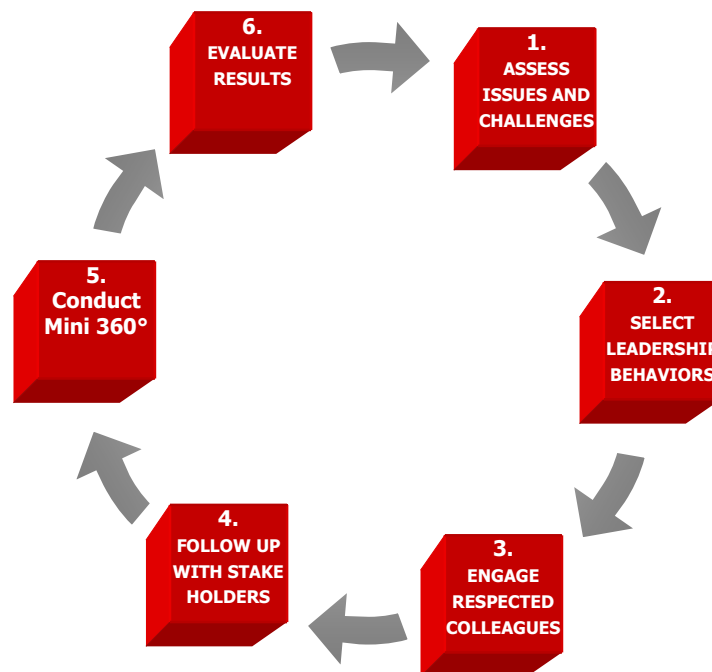 1.
ASSESS
ISSUES AND
CHALLENGES
2.
SELECT
LEADERSHIP
BEHAVIORS
3.
ENGAGE
RESPECTED
COLLEAGUES
4.
FOLLOW UP
WITH STAKE
HOLDERS
5.
Conduct
Mini 360°
6.
EVALUATE
RESULTS